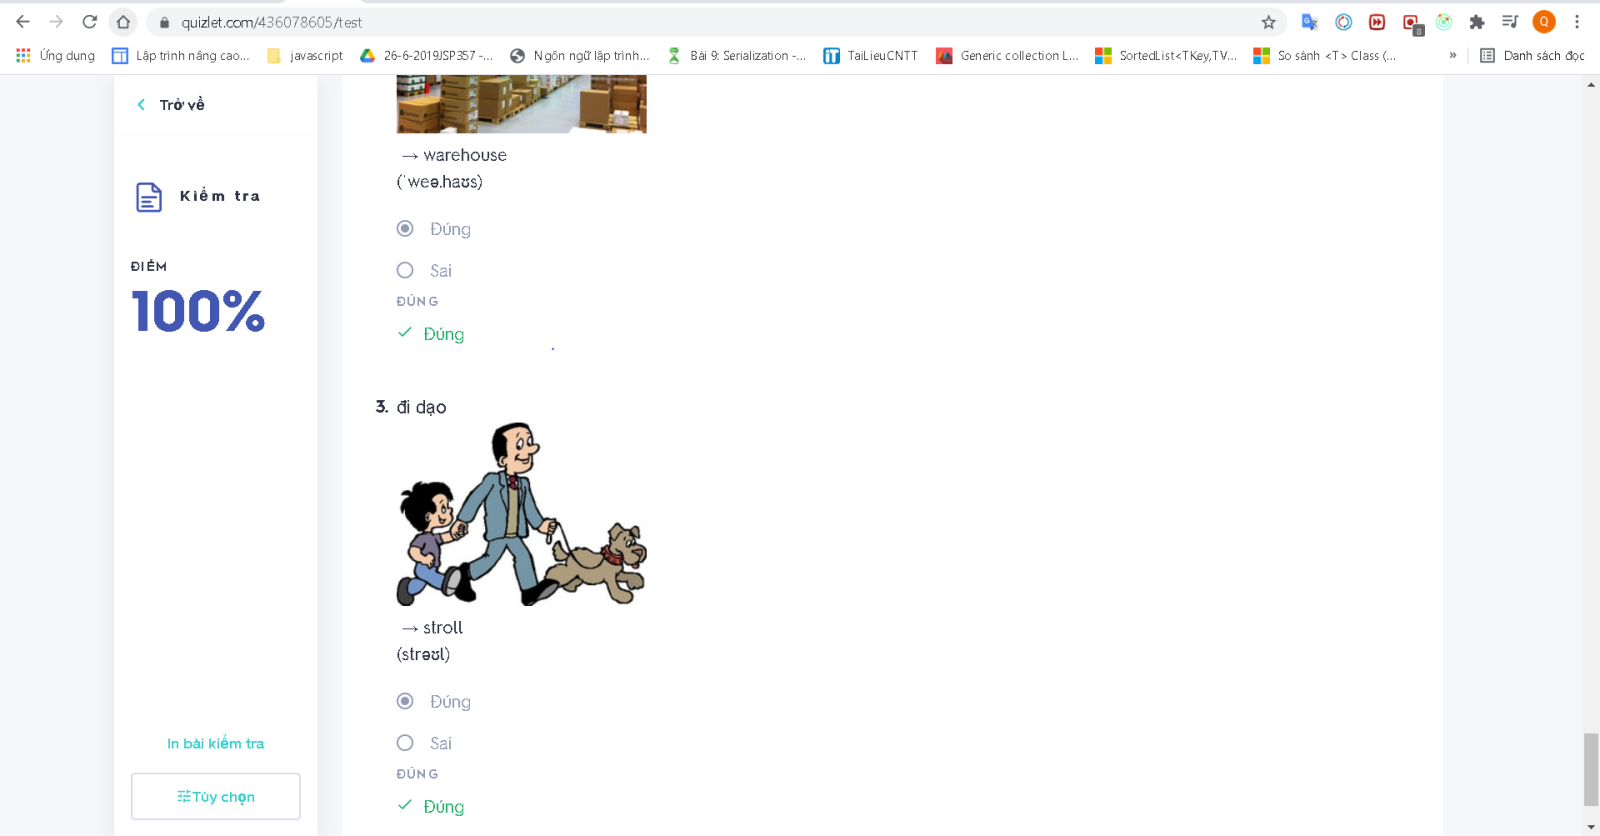 quizlet.com/436078605/test
8
Q
Ứng dụng
Lập trình nâng cao...
javascript
26-6-2019JSP357 -...
Ngôn ngữ lập trình...
Bài 9: Serialization -...
TaiLieuCNTT
Generic collection L...
SortedList<TKey,TV...
So sánh <T> Class (...
»
Danh sách đọc
Trở về
Kiểm tra
ĐIỂM
100%
In bài kiểm tra
Tùy chọn
→ warehouse
(ˈweə.haʊs)
Đúng
Sai
ĐÚNG
Đúng
3. đi dạo
→ stroll
(strəʊl)
Đúng
Sai
ĐÚNG
Đúng